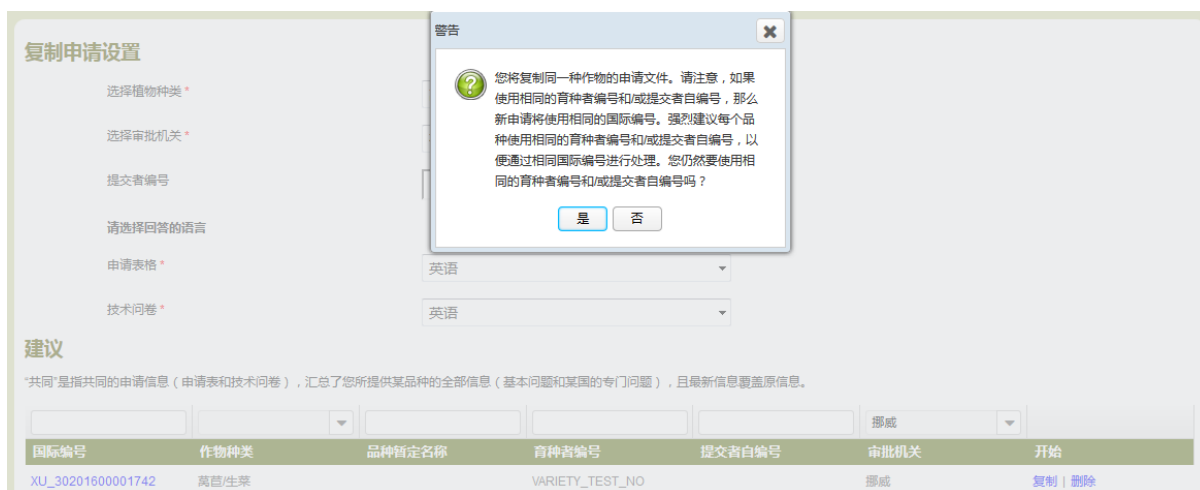 警告
复制申请设置
您将复制同一种作物的申请文件。请注意，如果
使用相同的育种者编号和/或提交者自编号，那么
新申请将使用相同的国际编号。强烈建议每个品
种使用相同的育种者编号和/或提交者自编号，以
便通过相同国际编号进行处理。您仍然要使用相
同的育种者编号和/或提交者自编号吗？
是 否
选择植物种类*
选择审批机关*
提交者编号
请选择回答的语言
申请表格* 英语
技术问卷* 英语
建议
“共同”是指共同的申请信息（申请表和技术问卷），汇总了您所提供某品种的全部信息（基本问题和某国的专门问题），且最新信息覆盖原信息。
挪威
国际编号 作物种类 品种暂定名称 育种者编号 提交者自编号 审批机关 开始
XU_30201600001742 莴苣/生菜 VARIETY_TEST_NO 挪威 复制 | 删除